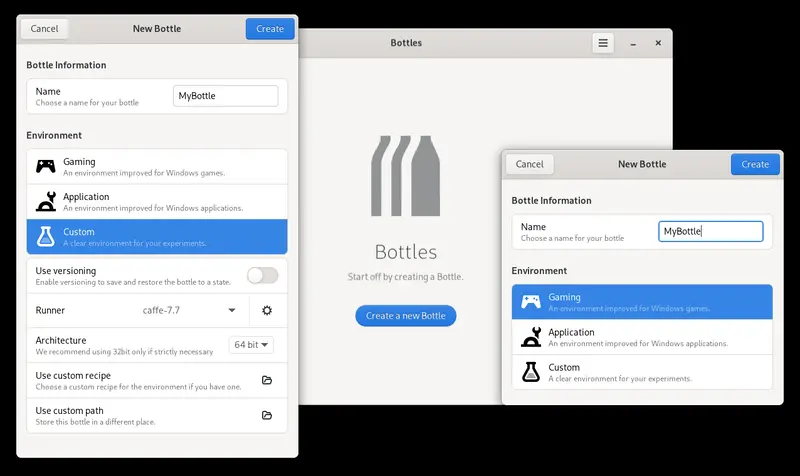 Cancel
New Bottle
Create
Bottle Information
Name
Choose a name for your bottle
MyBottle
Environment
Gaming
An environment improved for Windows games.
Application
An environment improved for Windows applications.
Custom
A clear environment for your experiments.
Use versioning
Enable versioning to save and restore the bottle to a state.
Runner
caffe-7.7
Architecture
We recommend using 32bit only if strictly necessary
64 bit
Use custom recipe
Choose a custom recipe for the environment if you have one.
Use custom path
Store this bottle in a different place.
Bottles
Bottles
Start off by creating a Bottle.
Create a new Bottle
Cancel
New Bottle
Create
Bottle Information
Name
Choose a name for your bottle
MyBottle
Environment
Gaming
An environment improved for Windows games.
Application
An environment improved for Windows applications.
Custom
A clear environment for your experiments.